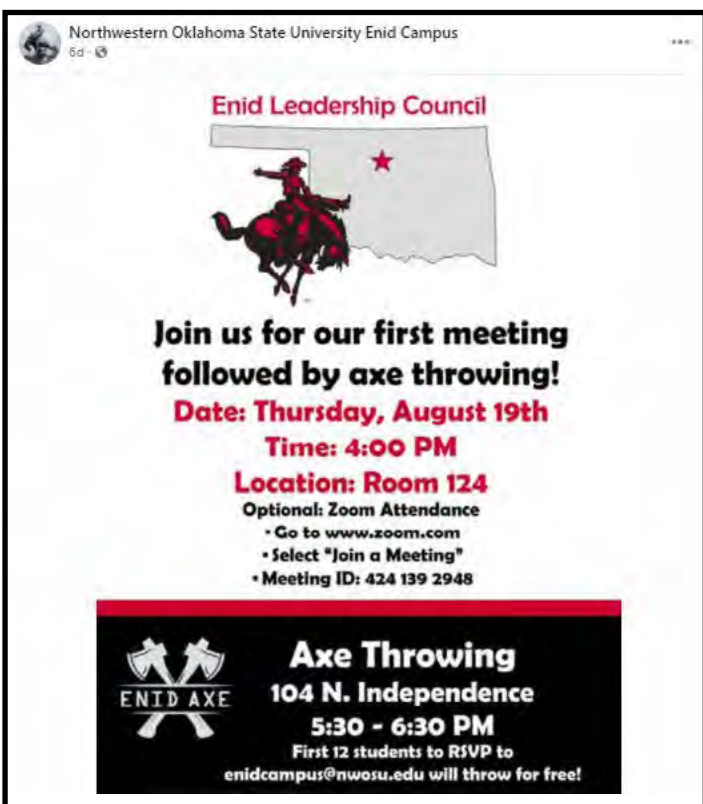 Northwestern Oklahoma State University Enid Campus
6d ·
Enid Leadership Council
Join us for our first meeting
followed by axe throwing!
Date: Thursday, August 19th
Time: 4:00 PM
Location: Room 124
Optional: Zoom Attendance
• Go to www.zoom.com
• Select "Join a Meeting"
• Meeting ID: 424 139 2948
ENID AXE
Axe Throwing
104 N. Independence
5:30 - 6:30 PM
First 12 students to RSVP to
enidcampus@nwosu.edu will throw for free!